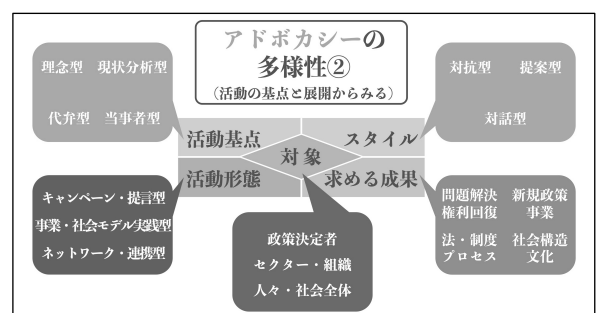 アドボカシーの
多様性②
（活動の基点と展開からみる）
理念型　現状分析型
代弁型　当事者型
対抗型　提案型
対話型
活動基点
スタイル
対象
活動形態
求める成果
キャンペーン・提言型
事業・社会モデル実践型
ネットワーク・連携型
政策決定者
セクター・組織
人々・社会全体
問題解決　新規政策
権利回復　事業
法・制度　社会構造
プロセス　文化